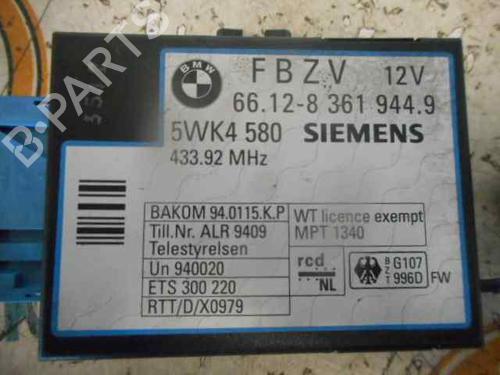 BMW
FBZV 12V
66.12-8 361 944.9
5WK4 580 SIEMENS
433.92 MHz
BAKOM 94.0115.K.P
Till.Nr. ALR 9409
Telestyrelsen
Un 940020
ETS 300 220
RTT/D/X0979
WT licence exempt
MPT 1340
rcd
NL
BZT G107
996D FW
B-PARTS